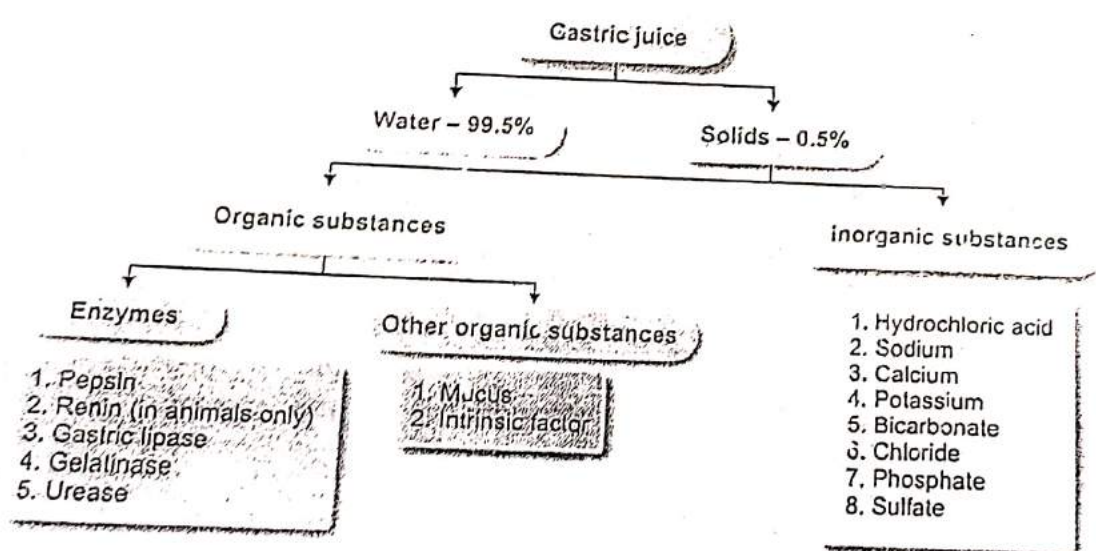 Gastric juice
Water – 99.5%
Solids – 0.5%
Organic substances
inorganic substances
Enzymes
Other organic substances
1. Pepsin
2. Renin (in animals only)
3. Gastric lipase
4. Gelatinase
5. Urease
1. Mucus
2. Intrinsic factor
1. Hydrochloric acid
2. Sodium
3. Calcium
4. Potassium
5. Bicarbonate
6. Chloride
7. Phosphate
8. Sulfate